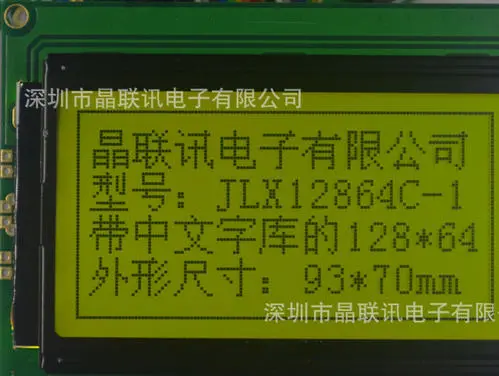 深圳市晶联讯电子有限公司
晶联讯电子有限公司
型号：JLX12864C-1
带中文字库的128*64
外形尺寸：93*70mm
深圳市晶联讯电子有限公